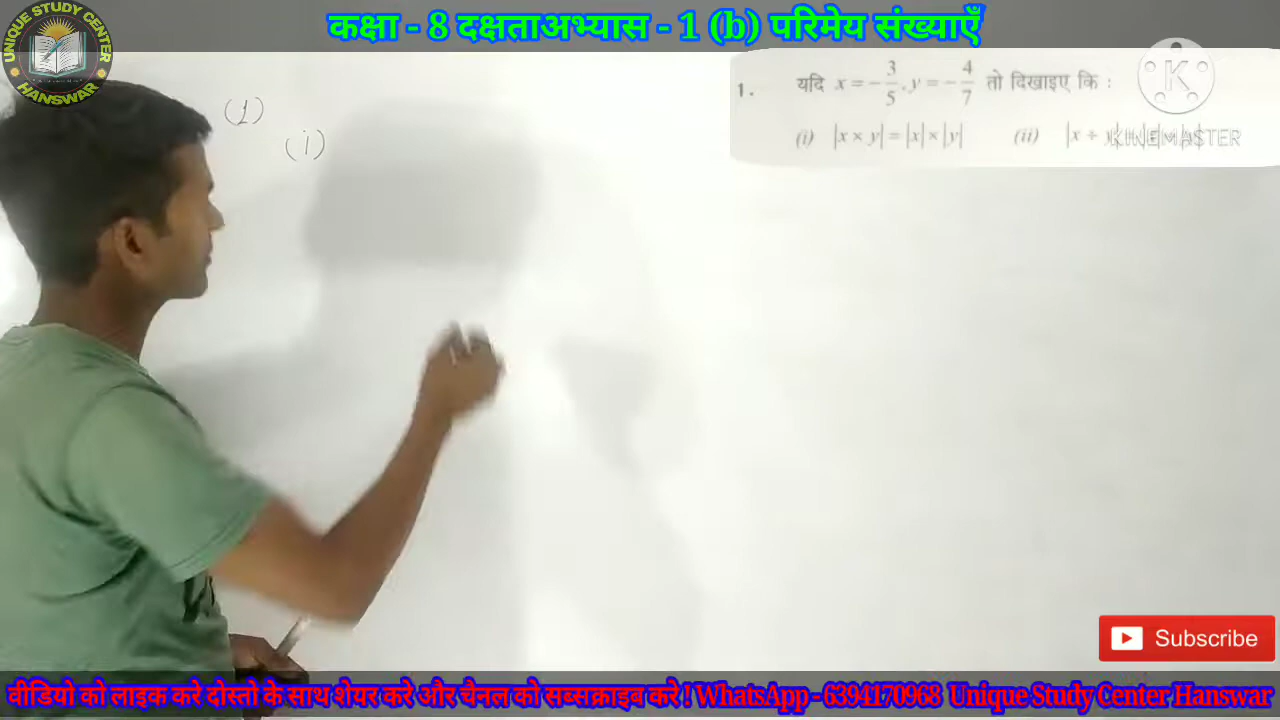 कक्षा - 8 दक्षताअभ्यास - 1 (b) परिमेय संख्याएँ
UNIQUE STUDY CENTER
HANSWAR
1. यदि x = -3/5, y = -4/7 तो दिखाइए कि :
(i) |x × y| = |x| × |y| (ii) |x ÷
K
KINEMASTER
(1)
(i)
Subscribe
वीडियो को लाइक करे दोस्तो के साथ शेयर करे और चैनल को सब्सक्राइब करे ! WhatsApp - 6394170968 Unique Study Center Hanswar